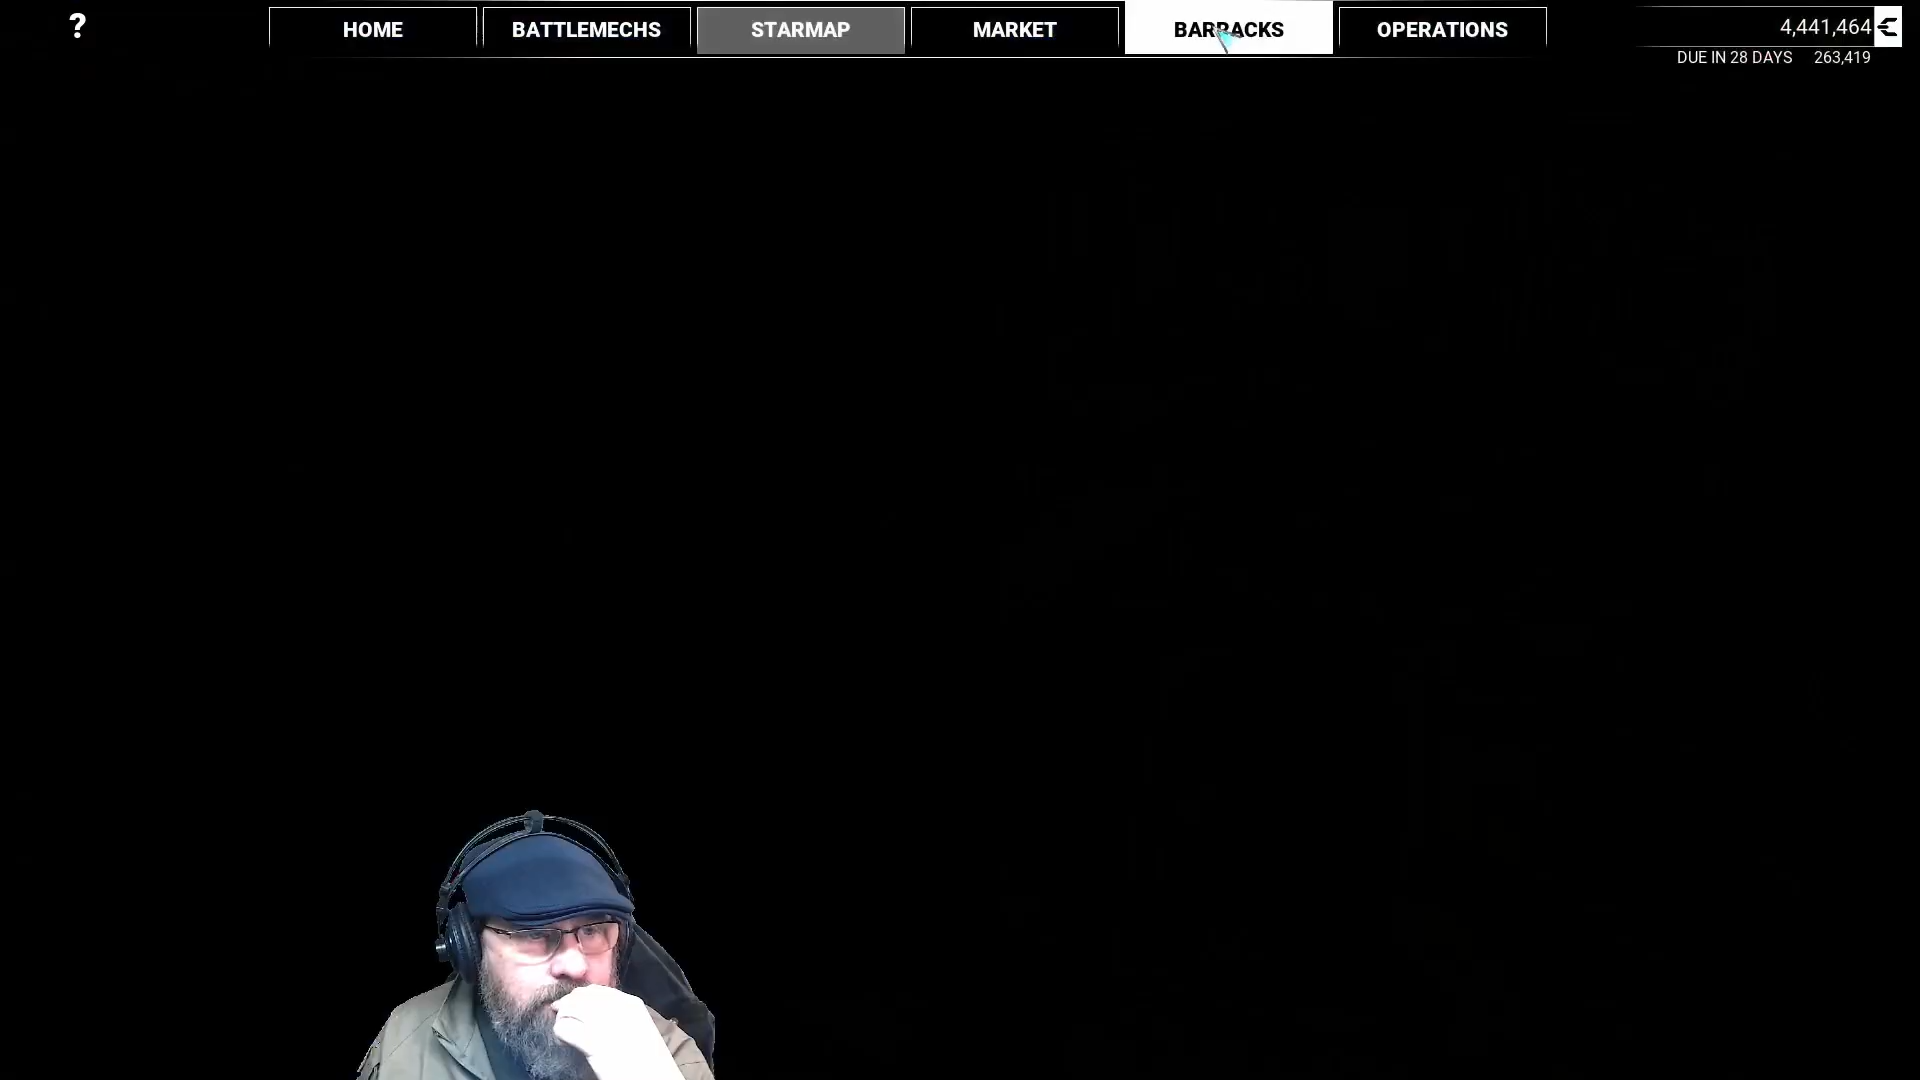 ?
HOME
BATTLEMECHS
STARMAP
MARKET
BARRACKS
OPERATIONS
4,441,464
DUE IN 28 DAYS 263,419